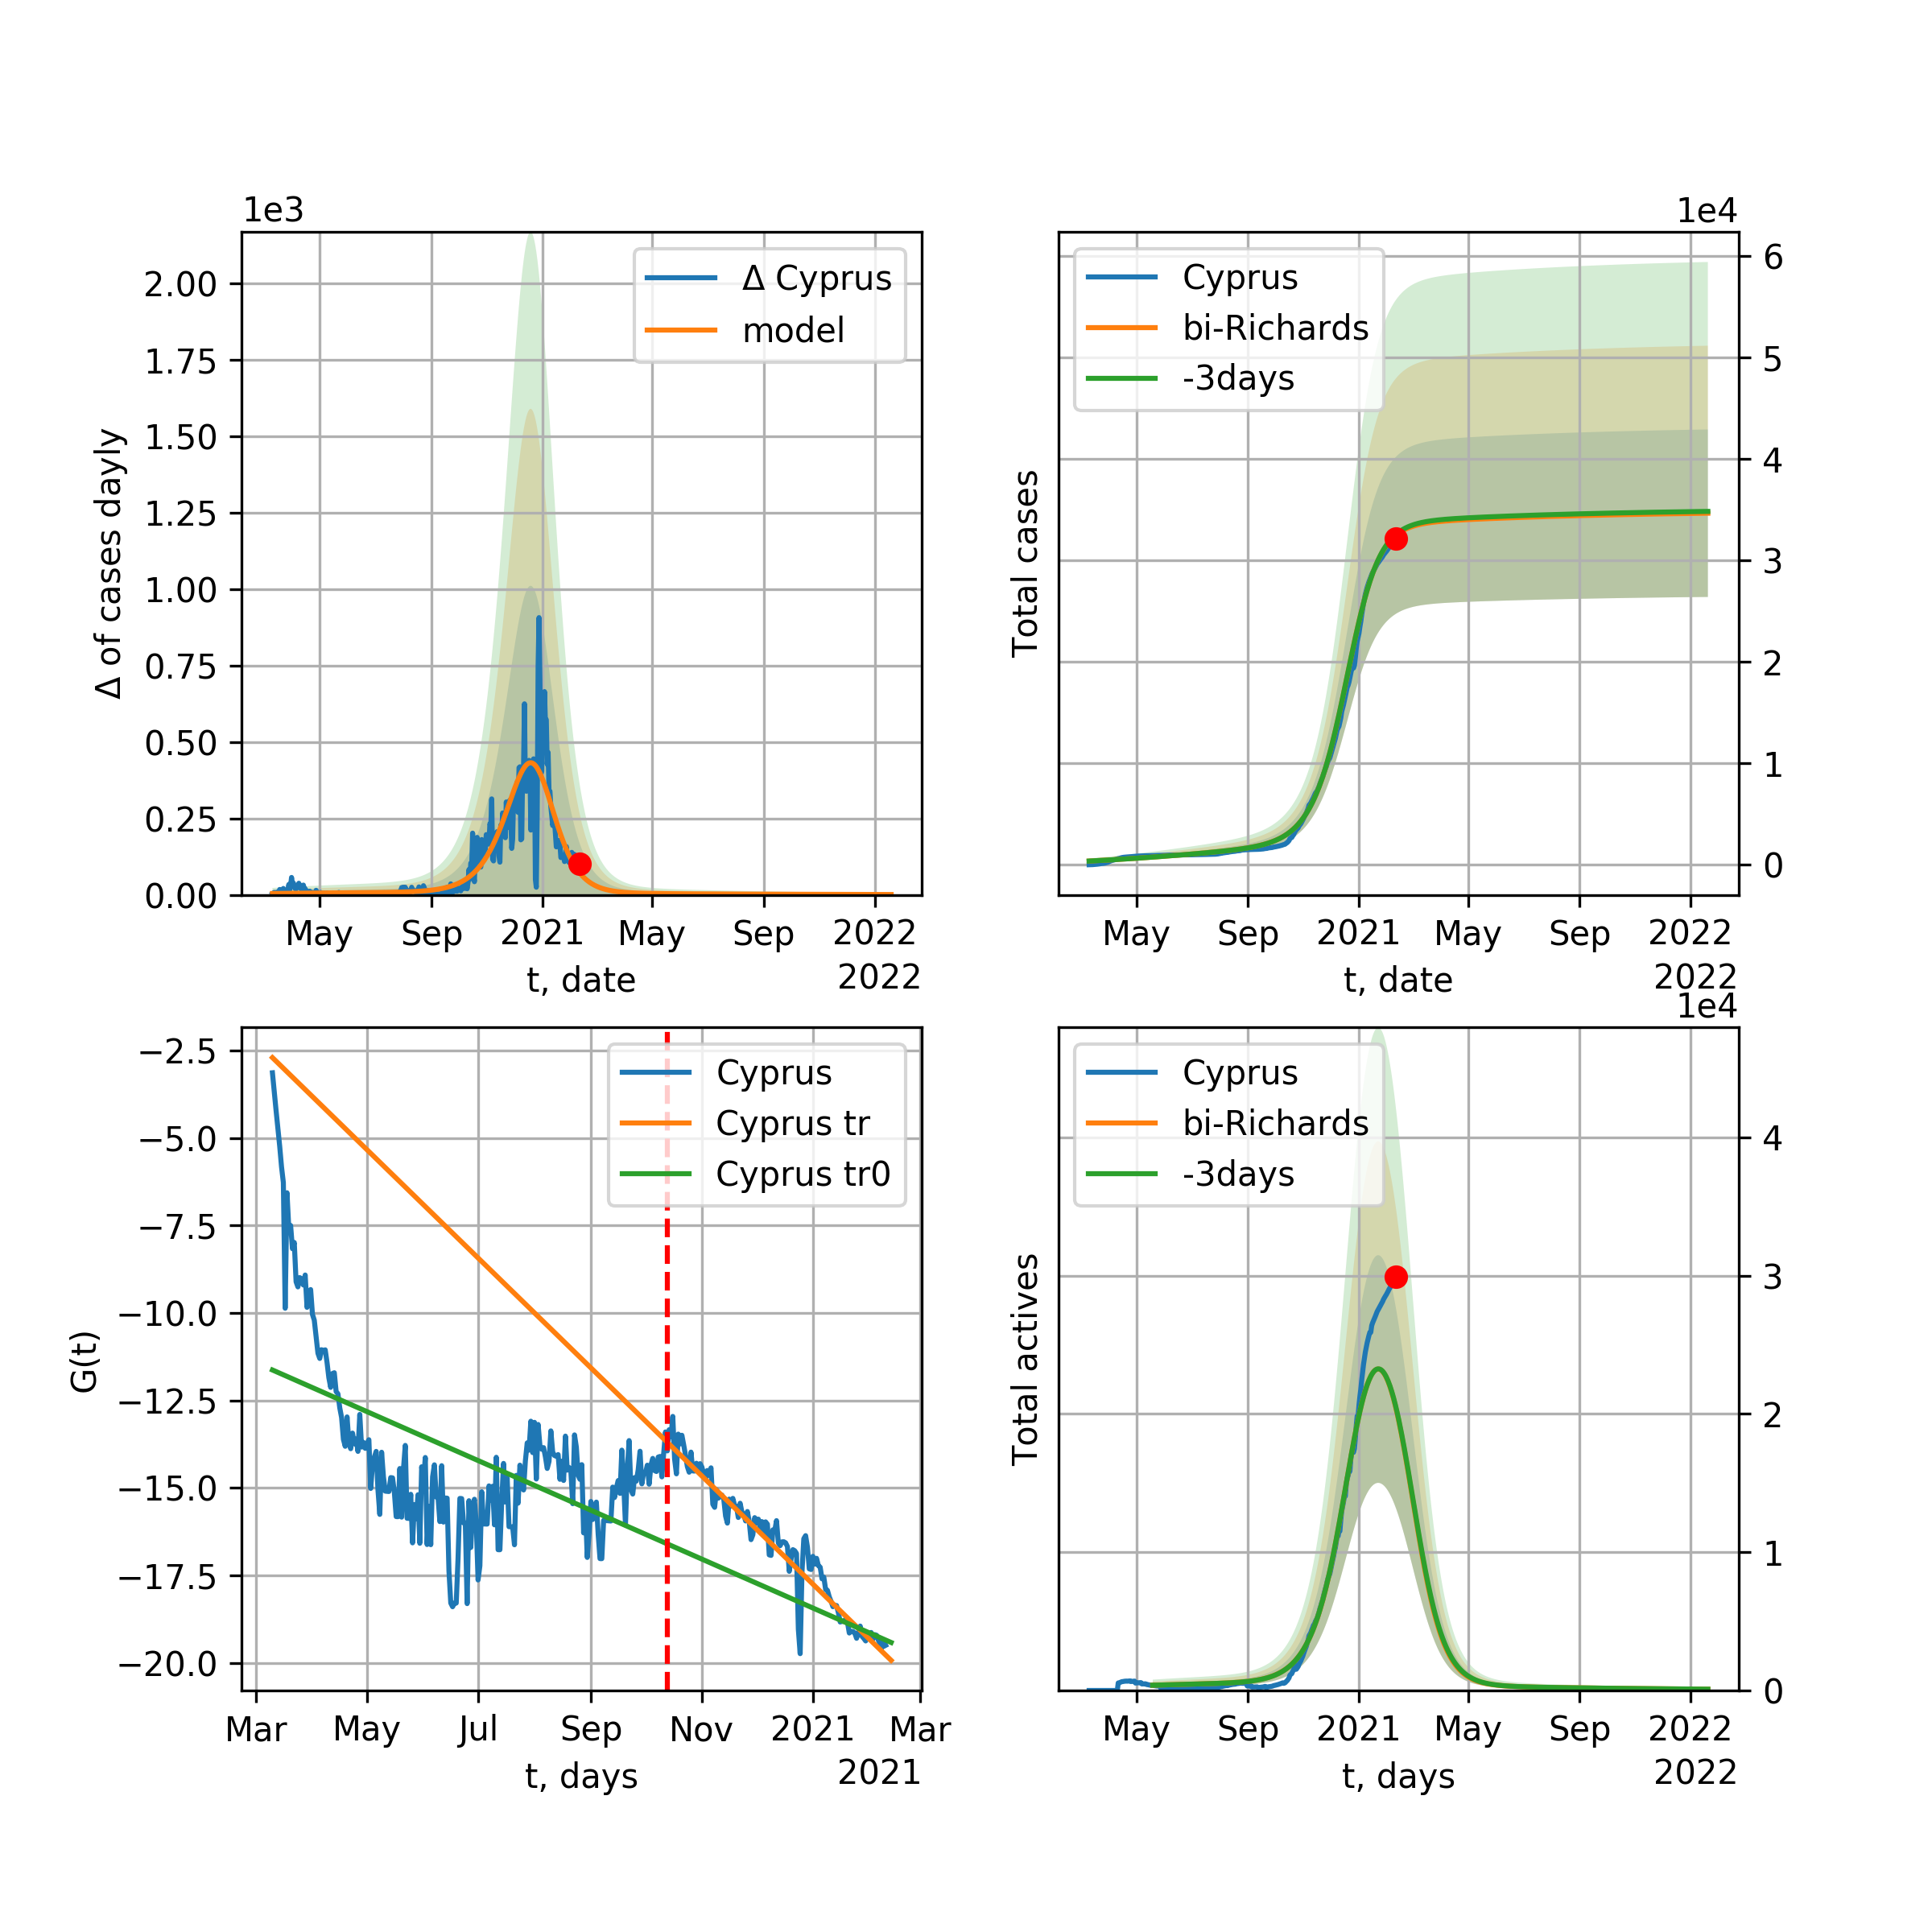 1e3
Δ of cases dayly
2.00
1.75
1.50
1.25
1.00
0.75
0.50
0.25
0.00
Δ Cyprus
model
May Sep 2021 May Sep 2022
t, date
2022
1e4
Total cases
Cyprus
bi-Richards
-3days
6
5
4
3
2
1
0
May Sep 2021 May Sep 2022
t, date
2022
G(t)
−2.5
−5.0
−7.5
−10.0
−12.5
−15.0
−17.5
−20.0
Cyprus
Cyprus tr
Cyprus tr0
Mar May Jul Sep Nov 2021 Mar
t, days
2021
1e4
Total actives
Cyprus
bi-Richards
-3days
4
3
2
1
0
May Sep 2021 May Sep 2022
t, days
2022